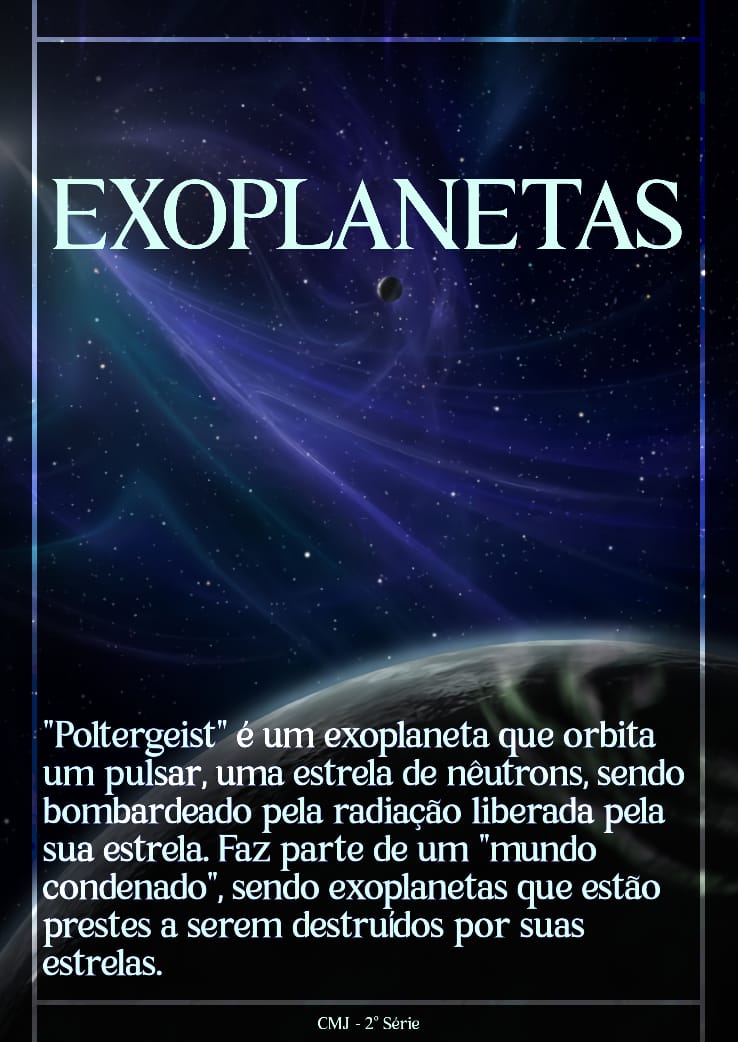 EXOPLANETAS
"Poltergeist" é um exoplaneta que orbita
um pulsar, uma estrela de nêutrons, sendo
bombardeado pela radiação liberada pela
sua estrela. Faz parte de um "mundo
condenado", sendo exoplanetas que estão
prestes a serem destruídos por suas
estrelas.
CMJ - 2° Série